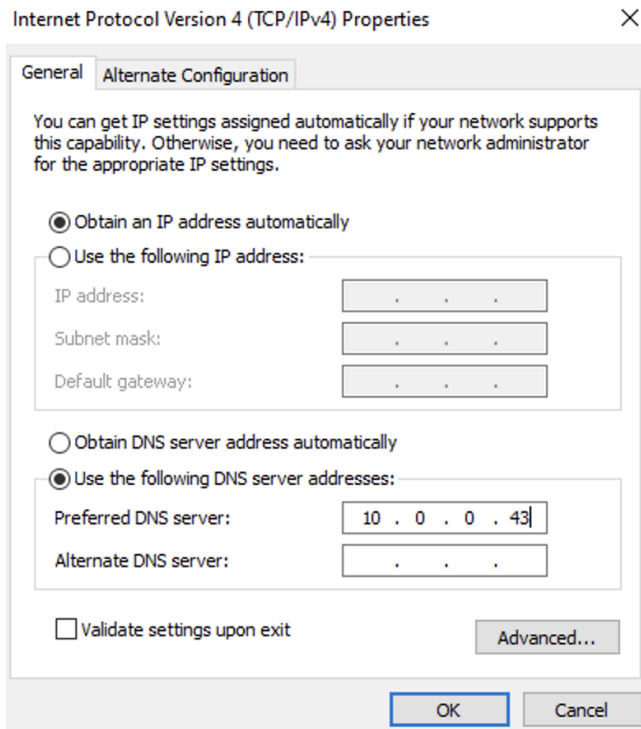 Internet Protocol Version 4 (TCP/IPv4) Properties
General
Alternate Configuration
You can get IP settings assigned automatically if your network supports
this capability. Otherwise, you need to ask your network administrator
for the appropriate IP settings.
Obtain an IP address automatically
Use the following IP address:
IP address:
. . .
Subnet mask:
. . .
Default gateway:
. . .
Obtain DNS server address automatically
Use the following DNS server addresses:
Preferred DNS server:
10 . 0 . 0 . 43
Alternate DNS server:
. . .
Validate settings upon exit
Advanced...
OK
Cancel